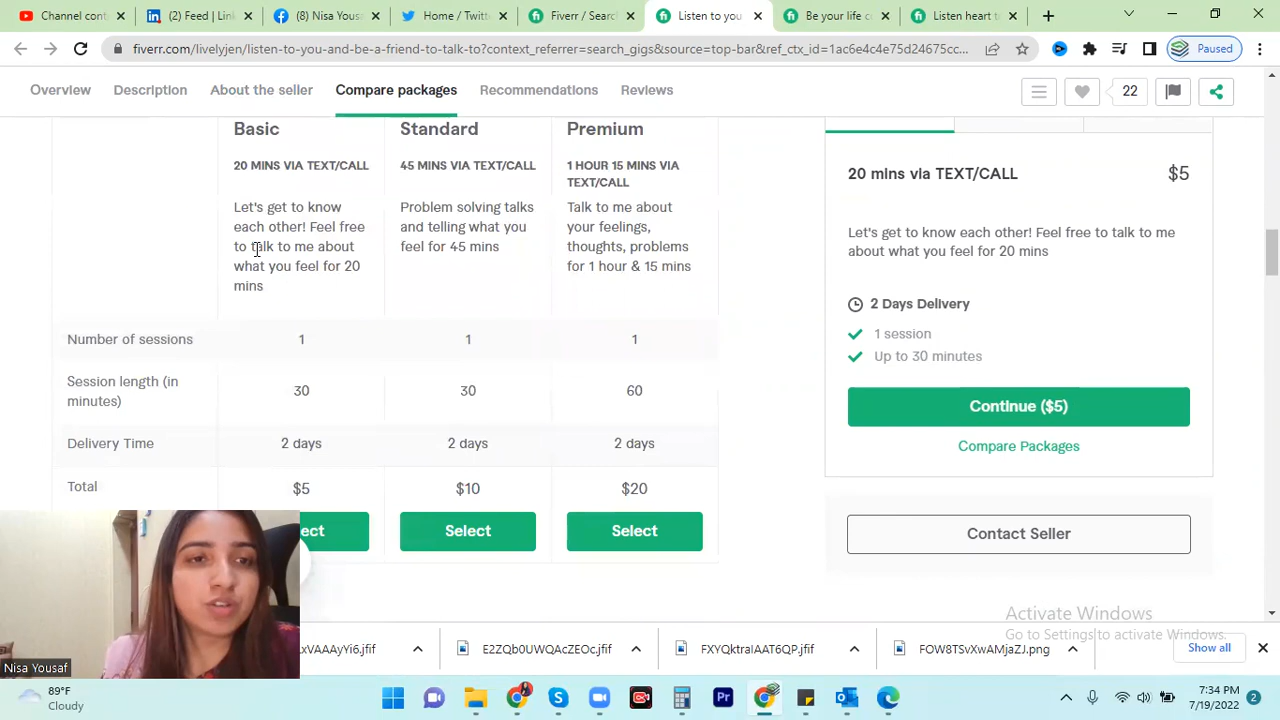 (5) YouTube
(4) Feed | Link
(8) Nisa You
Home / Twitt
Fiverr / Searc
Listen to you
Be your life c
Listen heart t
fiverr.com/livelyjen/listen-to-you-and-be-a-friend-to-talk-to?context_referrer=search_gigs&source=top-bar&ref_ctx_id=1ac6e4c4e75d24675cc...
Paused
Overview
Description
About the seller
Compare packages
Recommendations
Reviews
22
Basic
Standard
Premium
20 MINS VIA TEXT/CALL
45 MINS VIA TEXT/CALL
1 HOUR 15 MINS VIA
TEXT/CALL
Let's get to know
each other! Feel free
to talk to me about
what you feel for 20
mins
Problem solving talks
and telling what you
feel for 45 mins
Talk to me about
your feelings,
thoughts, problems
for 1 hour & 15 mins
Number of sessions
1
1
1
Session length (in
minutes)
30
30
60
Delivery Time
2 days
2 days
2 days
Total
$5
$10
$20
ect
Select
Select
20 mins via TEXT/CALL
$5
Let's get to know each other! Feel free to talk to me
about what you feel for 20 mins
2 Days Delivery
1 session
Up to 30 minutes
Continue ($5)
Compare Packages
Contact Seller
Activate Windows
Go to Settings to activate Windows.
Nisa Yousaf
xVAAAyYi6.jfif
E2ZQb0UWQAcZEOc.jfif
FXYQktraIAAT6QP.jfif
FOW8TSvXwAMjaZJ.png
Show all
89°F
Cloudy
Pr
7:34 PM
7/19/2022
2